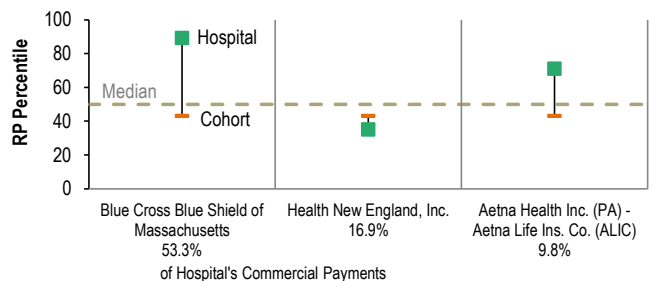 RP Percentile
100
80
60
40
20
0
Hospital
Median
Cohort
Blue Cross Blue Shield of
Massachusetts
53.3%
of Hospital's Commercial Payments
Health New England, Inc.
16.9%
Aetna Health Inc. (PA) -
Aetna Life Ins. Co. (ALIC)
9.8%